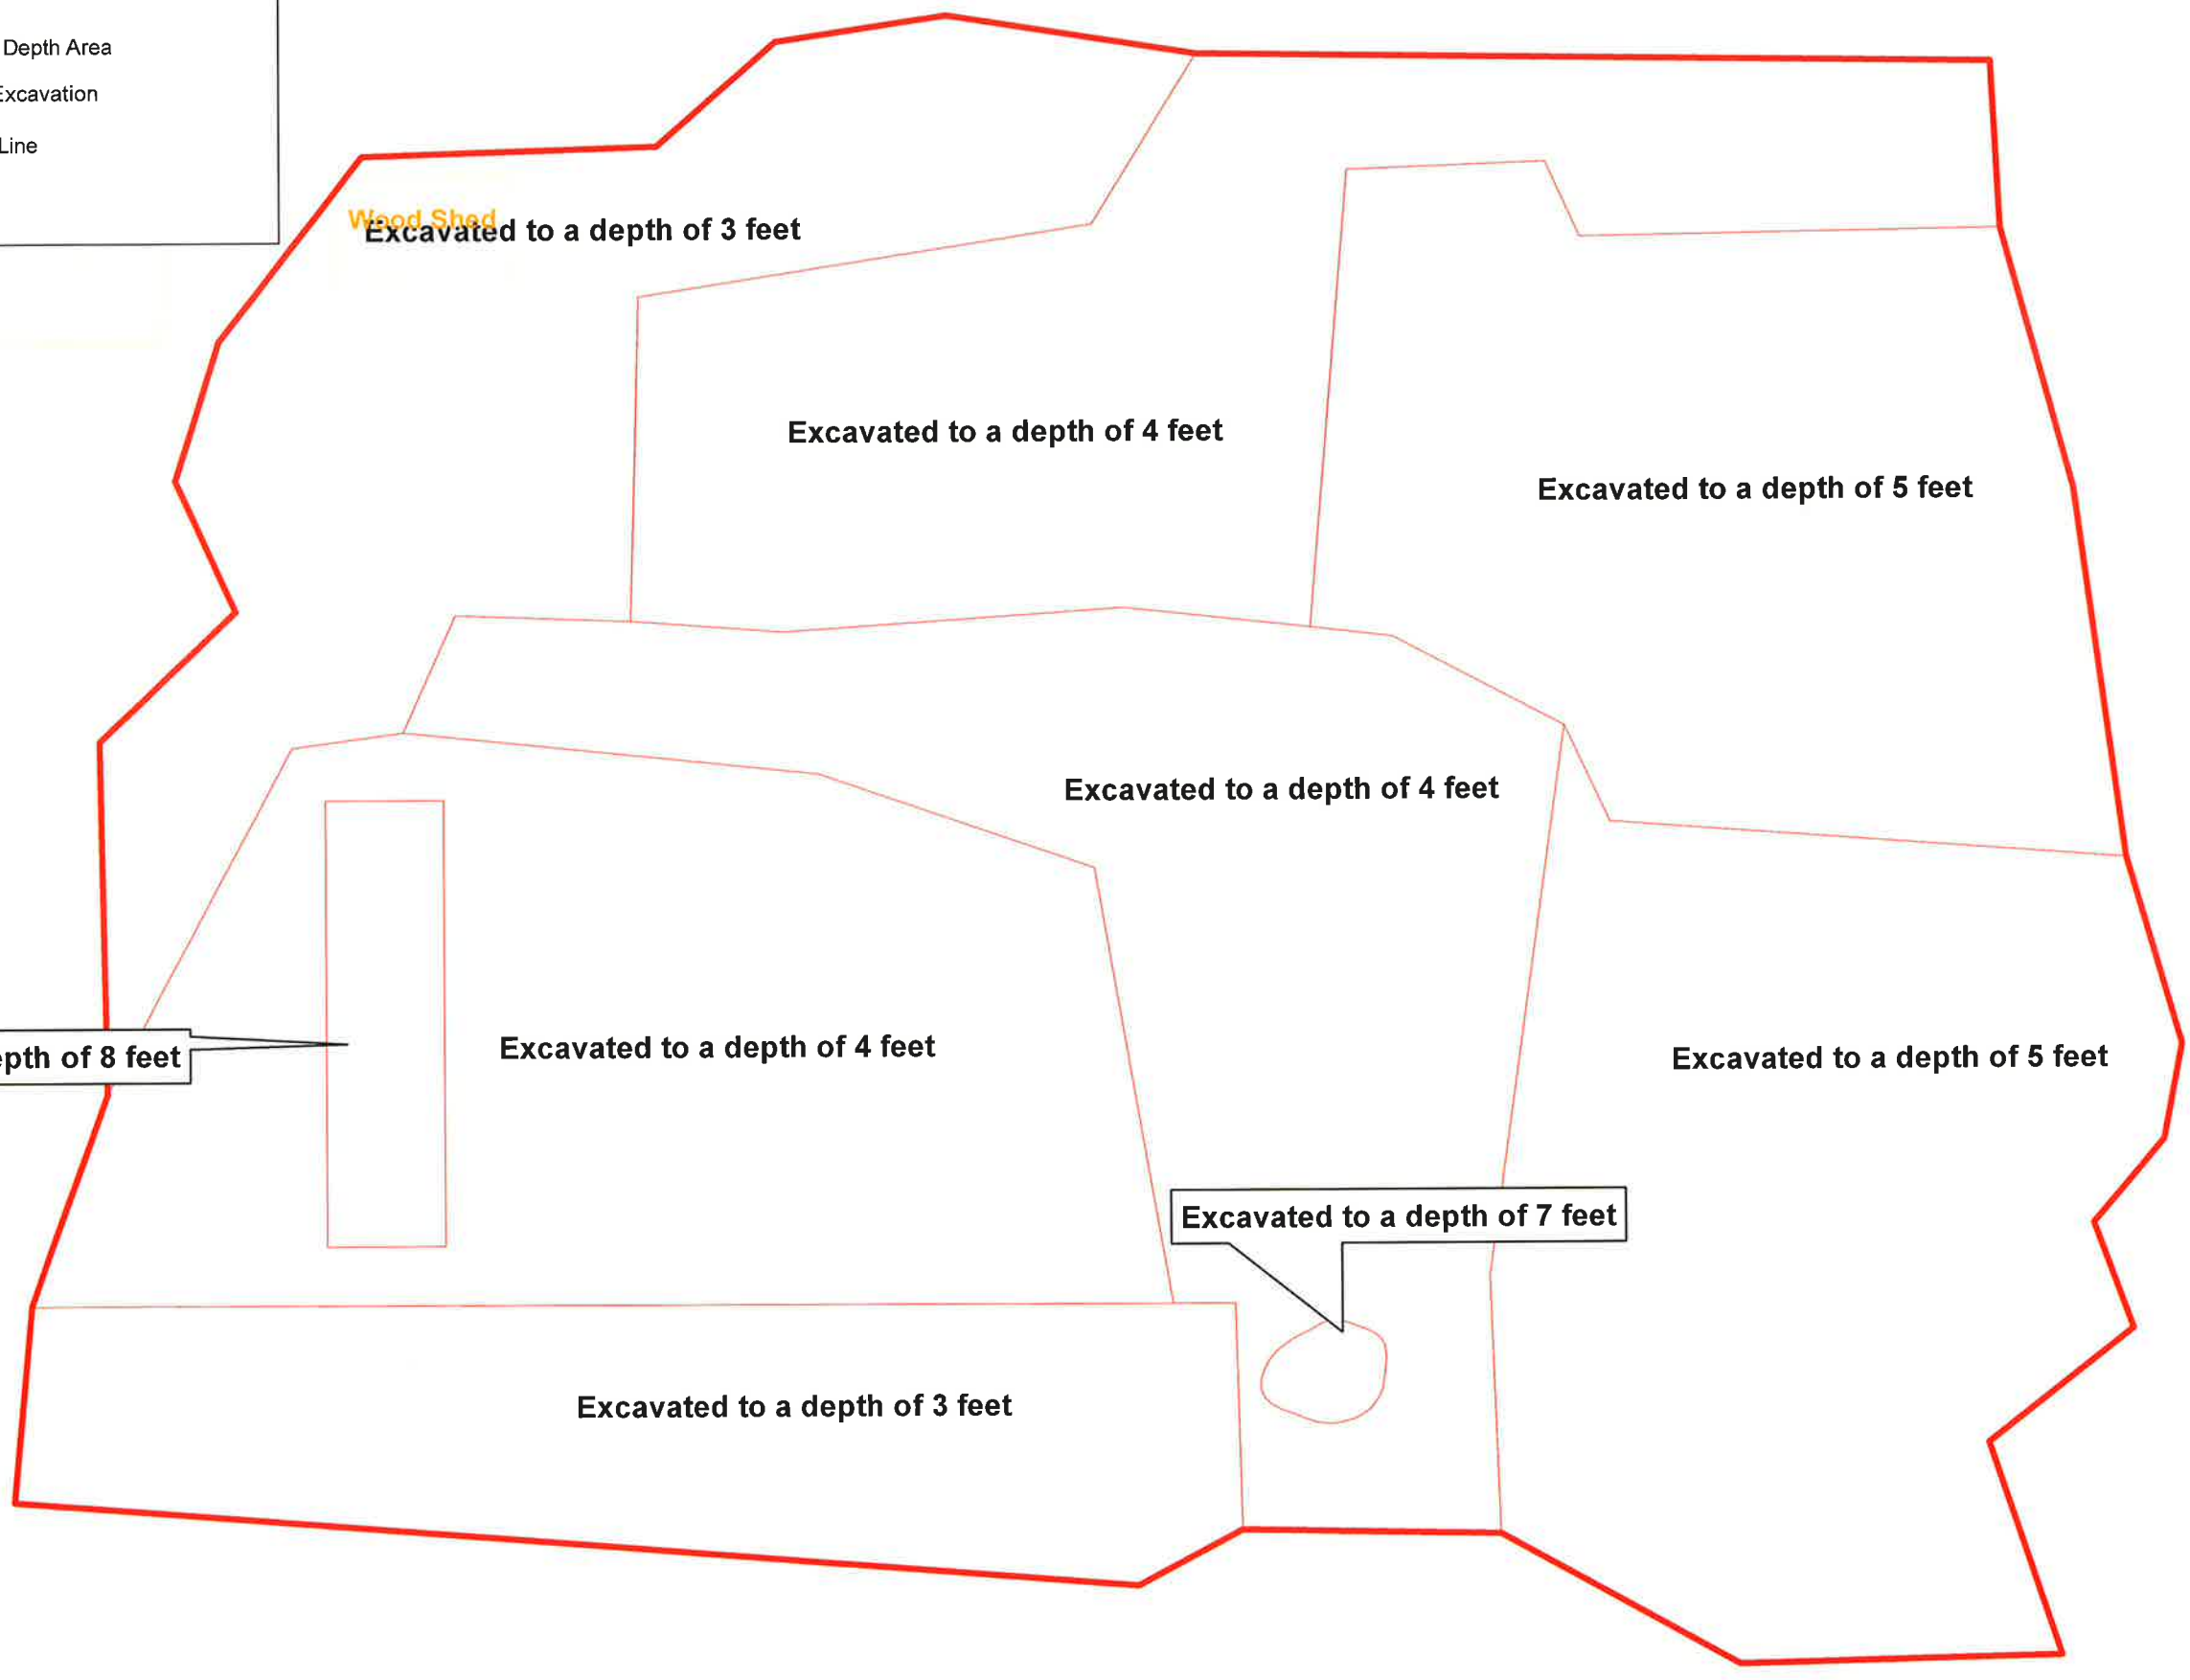 Depth Area
Excavation
Line
Wood Shed
Excavated to a depth of 3 feet
Excavated to a depth of 4 feet
Excavated to a depth of 5 feet
Excavated to a depth of 4 feet
depth of 8 feet
Excavated to a depth of 4 feet
Excavated to a depth of 5 feet
Excavated to a depth of 7 feet
Excavated to a depth of 3 feet